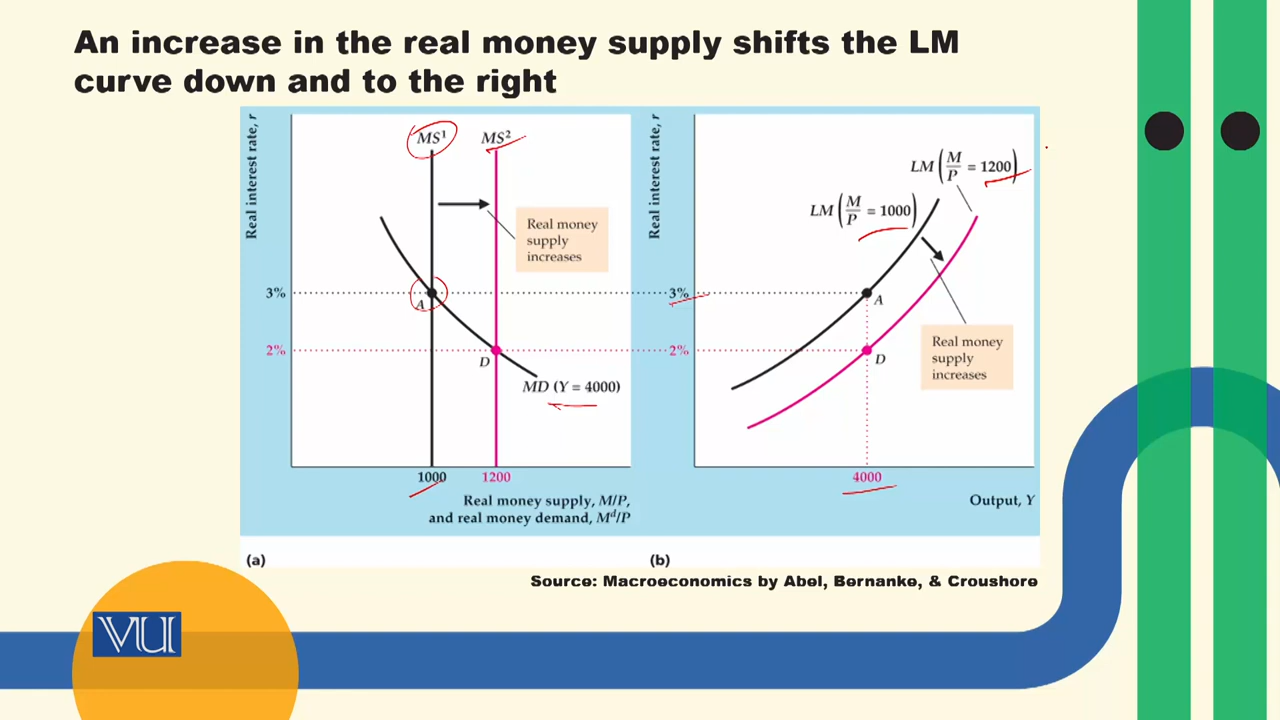 An increase in the real money supply shifts the LM
curve down and to the right
Real interest rate, r
MS¹
MS²
Real money
supply
increases
3%
A
2%
D
MD (Y = 4000)
1000
1200
Real money supply, M/P,
and real money demand, Mᵈ/P
(a)
Real interest rate, r
LM (M/P = 1200)
LM (M/P = 1000)
3%
A
2%
D
Real money
supply
increases
4000
Output, Y
(b)
Source: Macroeconomics by Abel, Bernanke, & Croushore
VU